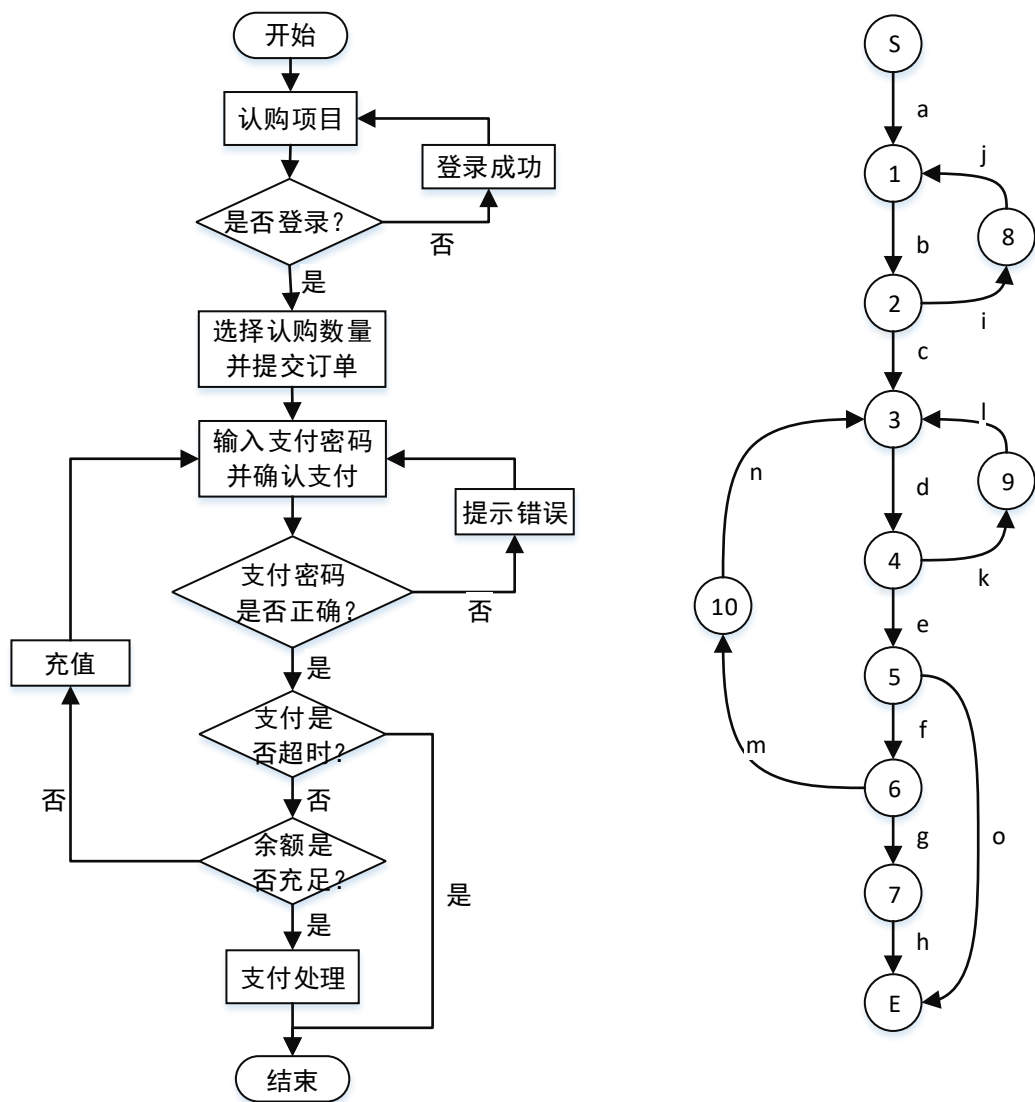 开始
认购项目
登录成功
是否登录？
否
是
选择认购数量
并提交订单
输入支付密码
并确认支付
提示错误
支付密码
是否正确？
否
充值
是
支付是
否超时？
否
否
余额是
否充足？
是
是
支付处理
结束
S
a
1
j
8
b
2
i
c
3
l
n
9
d
4
k
10
e
5
f
m
6
o
g
7
h
E